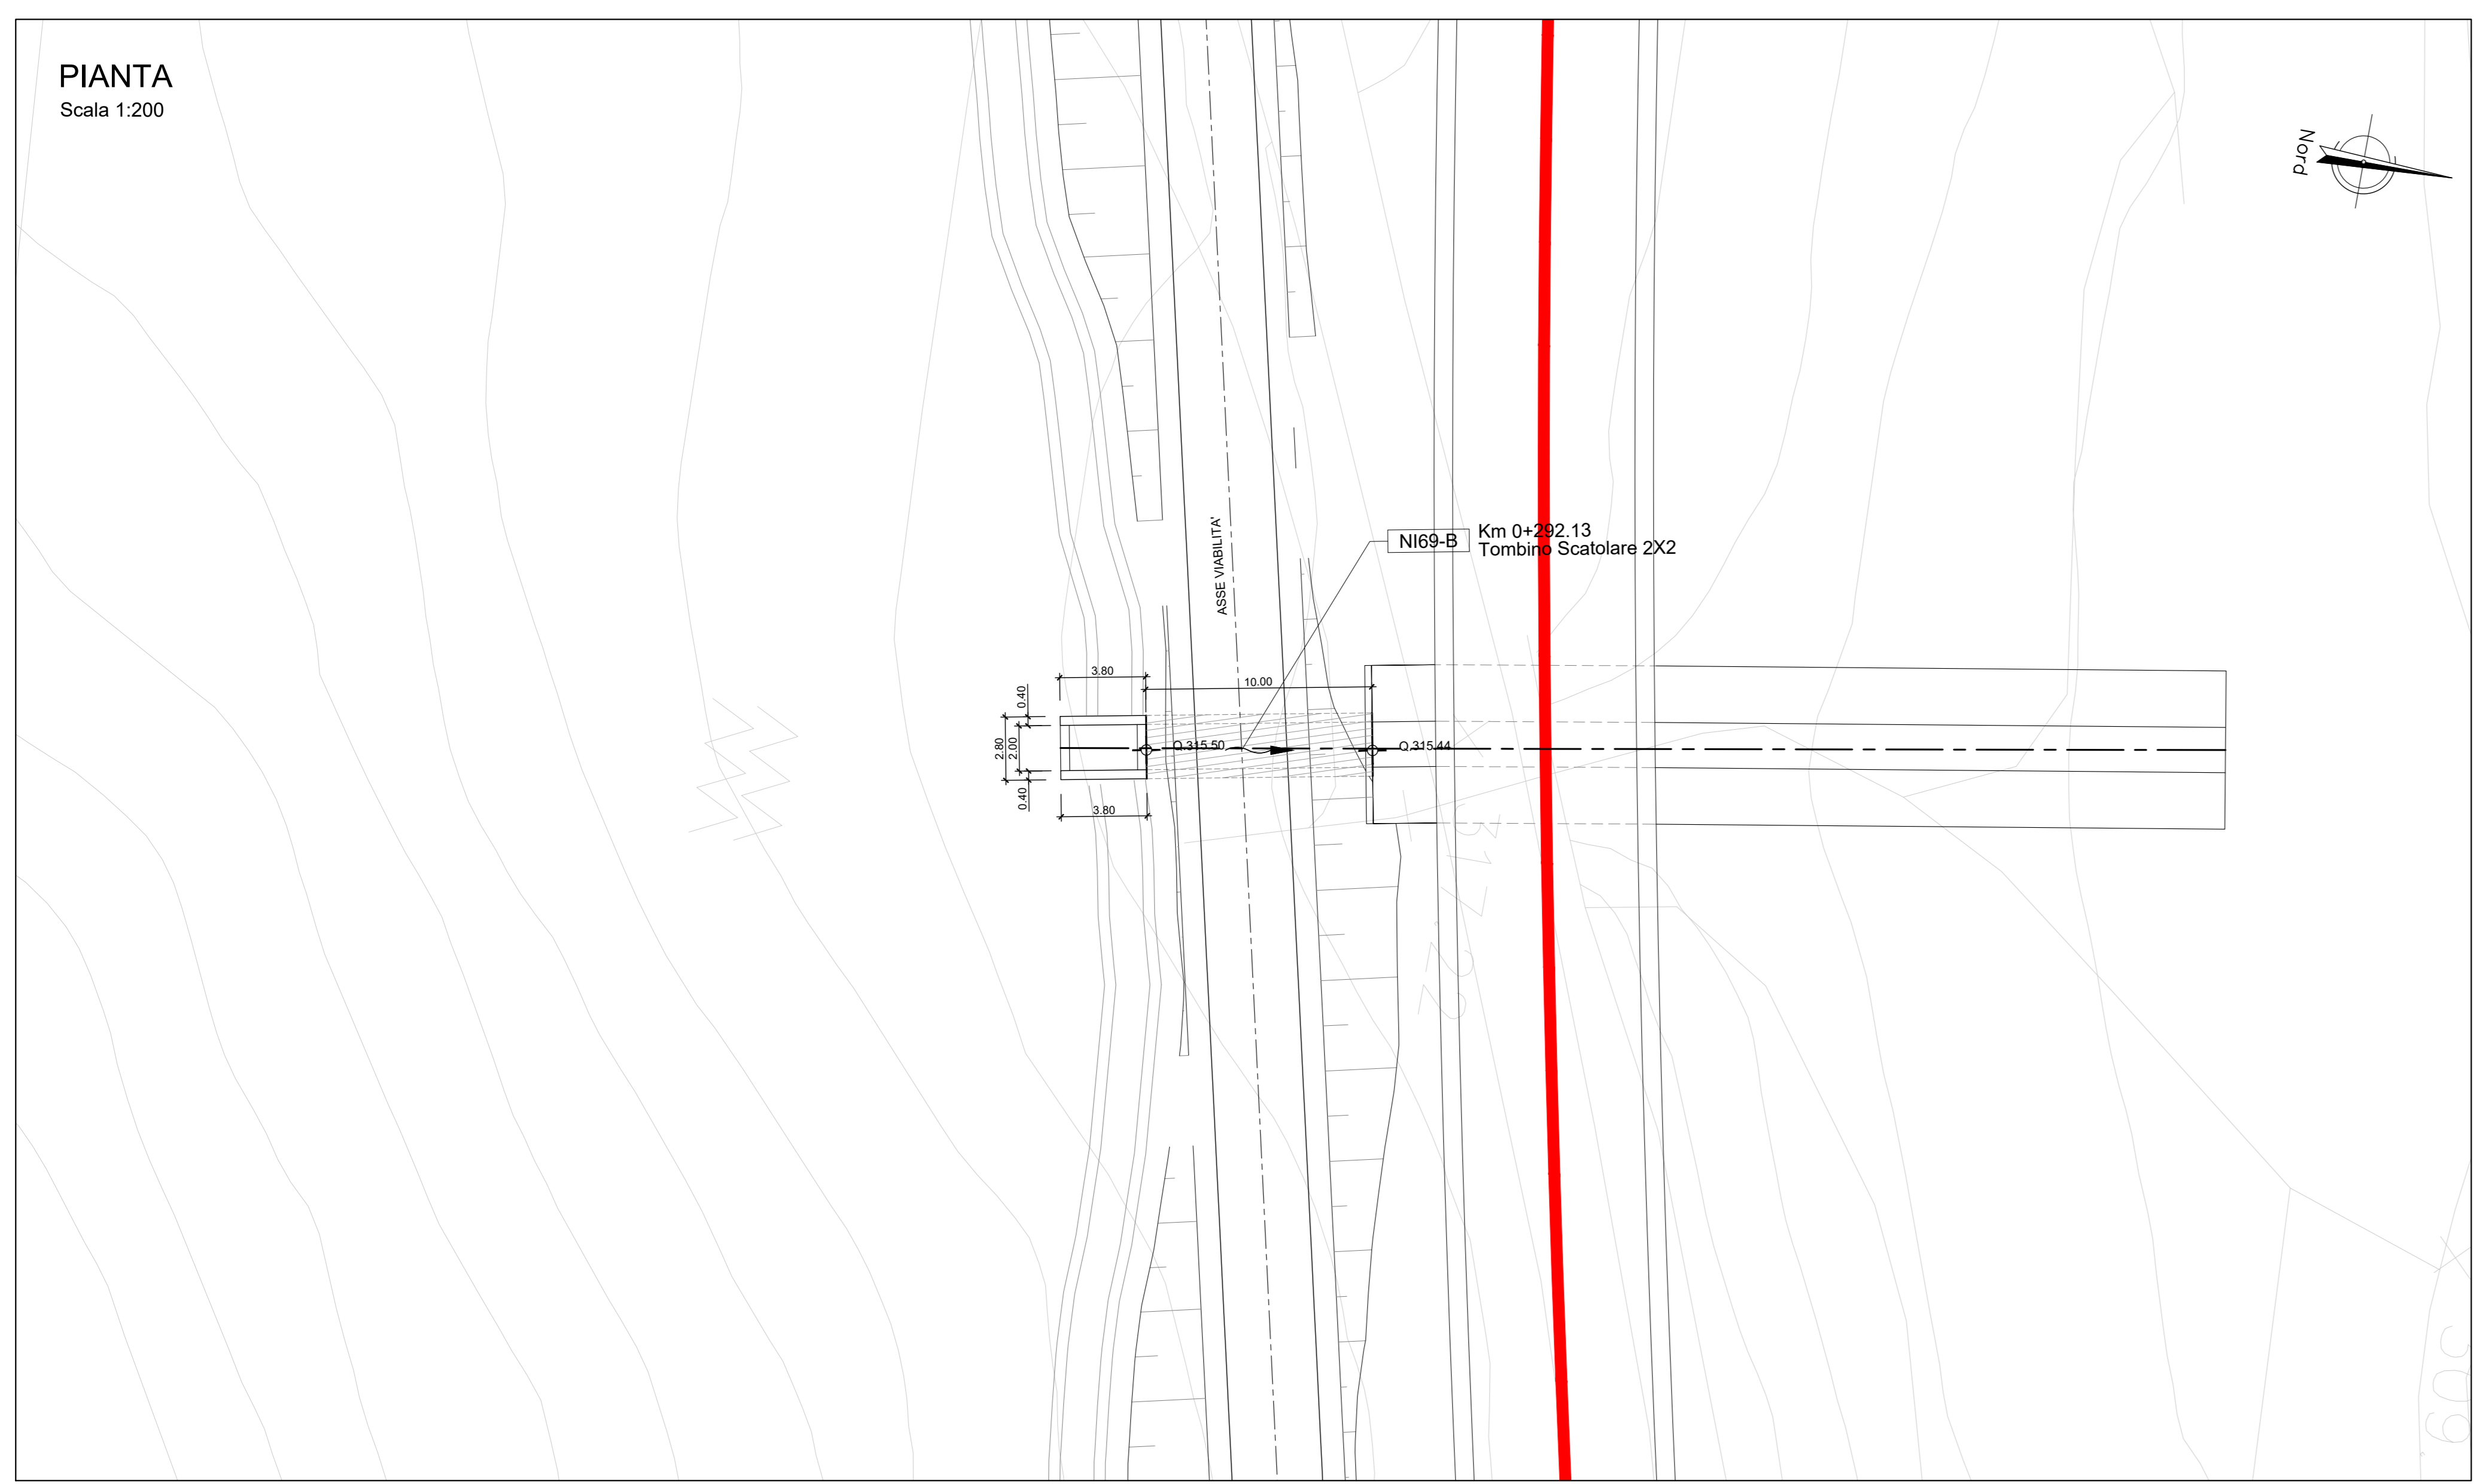 PIANTA
Scala 1:200
Nord
ASSE VIABILITA'
NI69-B
Km 0+292.13
Tombino Scatolare 2X2
3.80
10.00
0.40
2.80
2.00
0.40
Q.315.50
Q.315.44
3.80